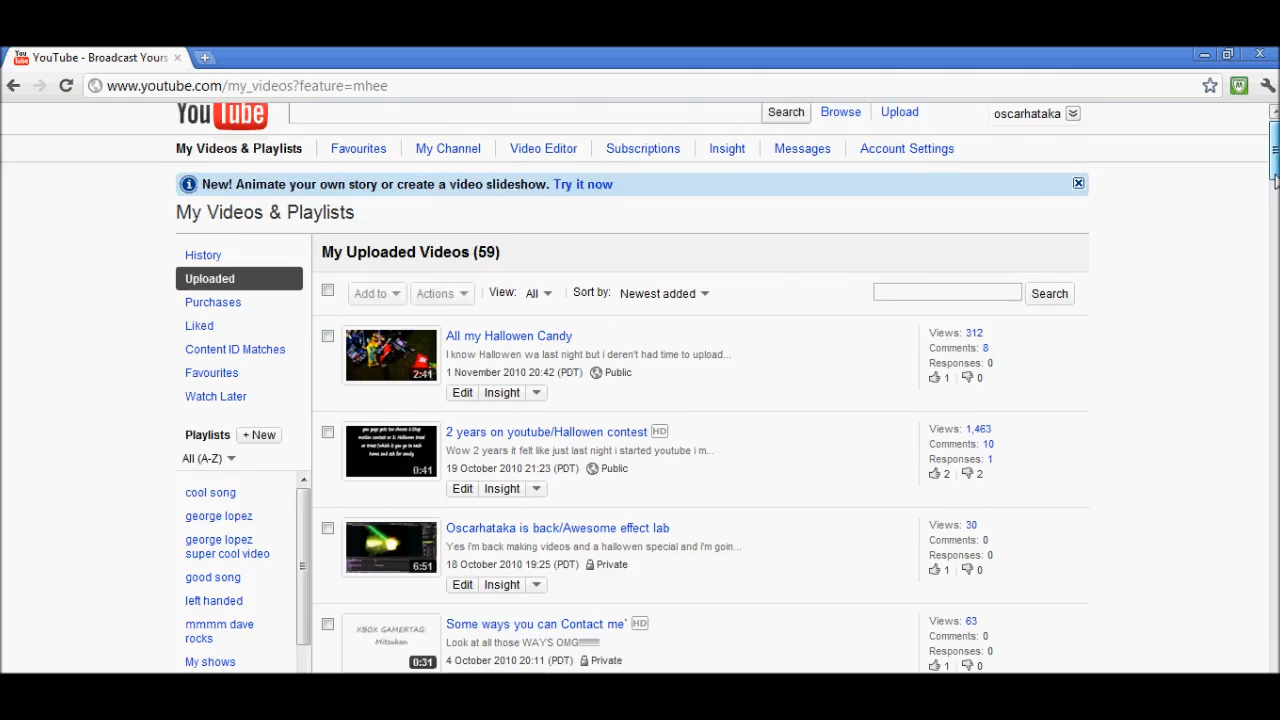 YouTube - Broadcast Yours
www.youtube.com/my_videos?feature=mhee
YouTube
Search Browse Upload oscarhataka
My Videos & Playlists Favourites My Channel Video Editor Subscriptions Insight Messages Account Settings
New! Animate your own story or create a video slideshow. Try it now
My Videos & Playlists
History
Uploaded
Purchases
Liked
Content ID Matches
Favourites
Watch Later
Playlists + New
All (A-Z)
cool song
george lopez
george lopez
super cool video
good song
left handed
mmmm dave
rocks
My shows
My Uploaded Videos (59)
Add to Actions View: All Sort by: Newest added Search
2:41
All my Hallowen Candy
I know Hallowen wa last night but i deren't had time to upload...
1 November 2010 20:42 (PDT) Public
Edit Insight
Views: 312
Comments: 8
Responses: 0
1 0
0:41
2 years on youtube/Hallowen contest HD
Wow 2 years it felt like just last night i started youtube i m...
19 October 2010 21:23 (PDT) Public
Edit Insight
Views: 1,463
Comments: 10
Responses: 1
2 2
6:51
Oscarhataka is back/Awesome effect lab
Yes i'm back making videos and a hallowen special and i'm goin...
18 October 2010 19:25 (PDT) Private
Edit Insight
Views: 30
Comments: 0
Responses: 0
1 0
XBOX GAMERTAG:
Mitsukan
0:31
Some ways you can Contact me` HD
Look at all those WAYS OMG!!!!!!!!!
4 October 2010 20:11 (PDT) Private
Views: 63
Comments: 0
Responses: 0
1 0